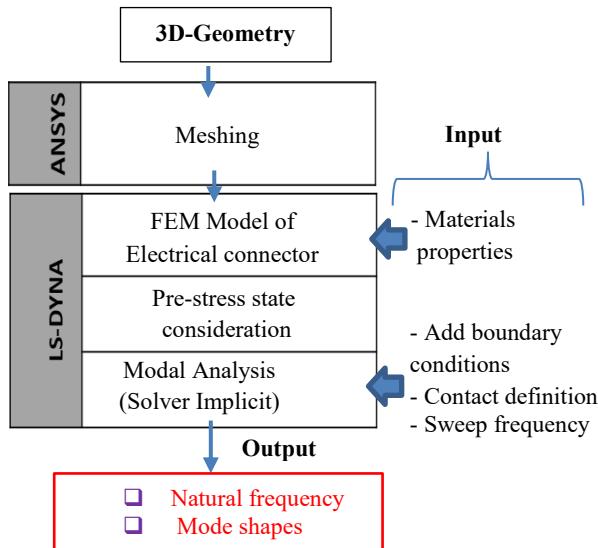 3D-Geometry
ANSYS
Meshing
Input
LS-DYNA
FEM Model of
Electrical connector
- Materials
properties
Pre-stress state
consideration
Modal Analysis
(Solver Implicit)
- Add boundary
conditions
- Contact definition
- Sweep frequency
Output
Natural frequency
Mode shapes